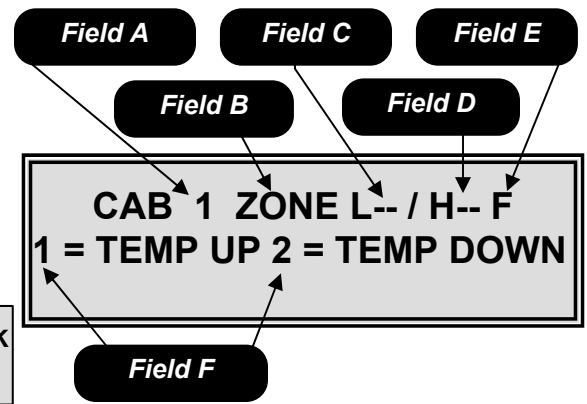 Field A
Field C
Field E
Field B
Field D
CAB 1 ZONE L-- / H-- F
1 = TEMP UP 2 = TEMP DOWN
k
Field F